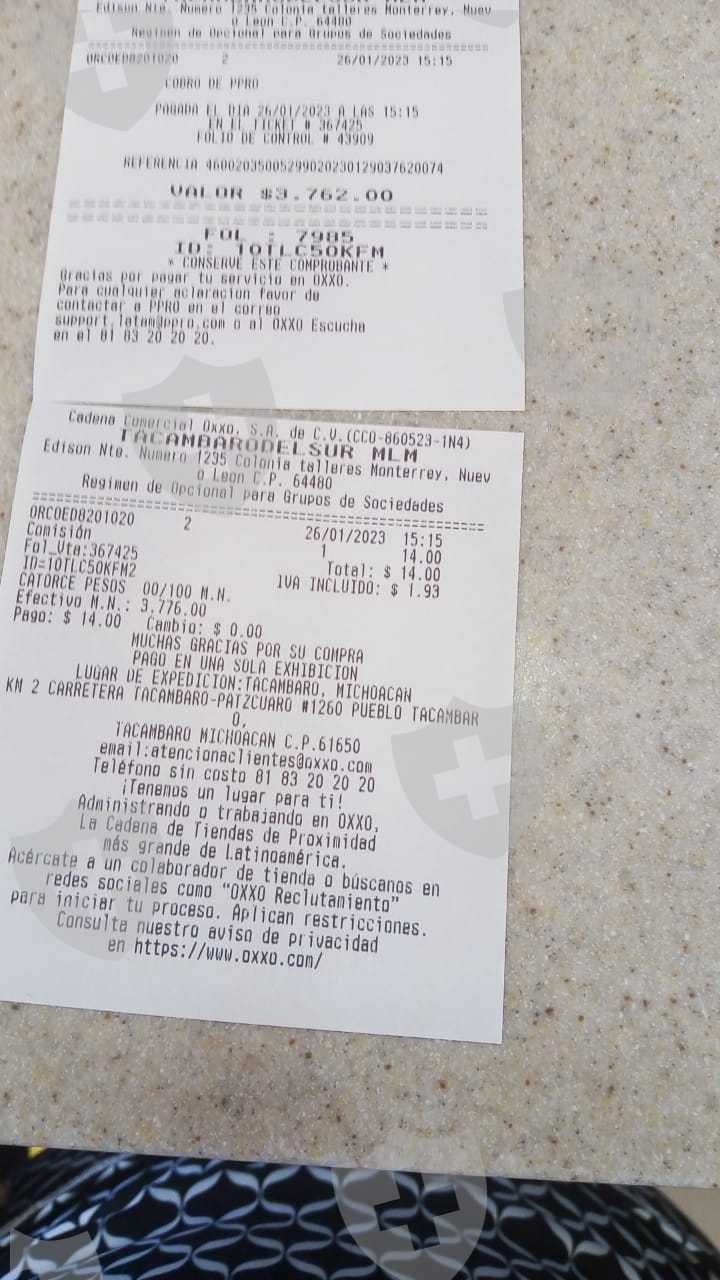 Edison Nte. Numero 1235 Colonia talleres Monterrey, Nuev
o Leon C.P. 64480
Regimen de Opcional para Grupos de Sociedades
ORCOED8201020 2 26/01/2023 15:15
COBRO DE PPRO
PAGADA EL DIA 26/01/2023 A LAS 15:15
EN EL TICKET # 367425
FOLIO DE CONTROL # 43909
REFERENCIA 46002035005299020230129037620074
VALOR $3,762.00
FOL : 7985
ID: 10TLC50KFM
* CONSERVE ESTE COMPROBANTE *
Gracias por pagar tu servicio en OXXO.
Para cualquier aclaracion favor de
contactar a PPRO en el correo
support.latam@ppro.com o al OXXO Escucha
en el 81 83 20 20 20.
Cadena Comercial Oxxo, S.A. de C.V.(CCO-860523-1N4)
TACAMBARODELSUR MLM
Edison Nte. Numero 1235 Colonia talleres Monterrey, Nuev
o Leon C.P. 64480
Regimen de Opcional para Grupos de Sociedades
ORCOED8201020 2 26/01/2023 15:15
Comisión 1 14.00
Fol_Vta:367425 Total: $ 14.00
ID=10TLC50KFM2 IVA INCLUIDO: $ 1.93
CATORCE PESOS 00/100 M.N.
Efectivo M.N.: 3,776.00
Pago: $ 14.00 Cambio: $ 0.00
MUCHAS GRACIAS POR SU COMPRA
PAGO EN UNA SOLA EXHIBICION
LUGAR DE EXPEDICION:TACAMBARO, MICHOACAN
KM 2 CARRETERA TACAMBARO-PATZCUARO #1260 PUEBLO TACAMBAR
O,
TACAMBARO MICHOACAN C.P.61650
email:atencionaclientes@oxxo.com
Teléfono sin costo 81 83 20 20 20
¡Tenemos un lugar para ti!
Administrando o trabajando en OXXO,
La Cadena de Tiendas de Proximidad
más grande de Latinoamérica.
Acércate a un colaborador de tienda o búscanos en
redes sociales como "OXXO Reclutamiento"
para iniciar tu proceso. Aplican restricciones.
Consulta nuestro aviso de privacidad
en https://www.oxxo.com/